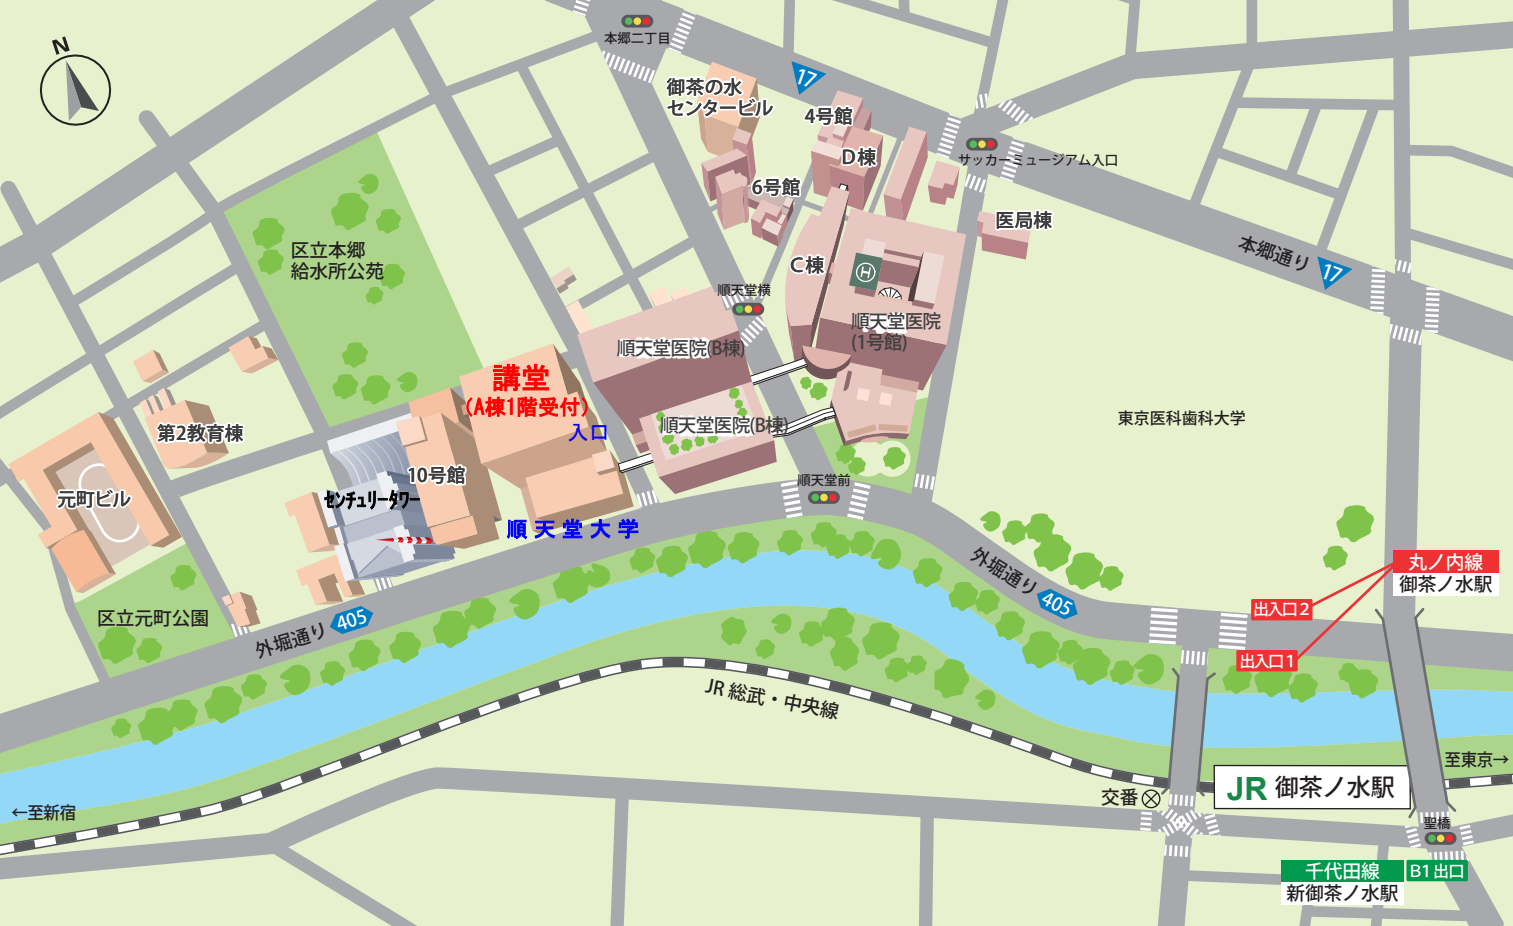 N
本郷二丁目
御茶の水
センタービル
17
4号館
D棟
サッカーミュージアム入口
6号館
医局棟
区立本郷
給水所公苑
C棟
H
本郷通り
17
順天堂横
順天堂医院
(1号館)
順天堂医院(B棟)
講堂
(A棟1階受付)
入口
順天堂医院(B棟)
東京医科歯科大学
第2教育棟
元町ビル
10号館
センチュリータワー
順天堂前
順天堂大学
外堀通り
405
丸ノ内線
御茶ノ水駅
出入口2
出入口1
区立元町公園
外堀通り
405
JR 総武・中央線
至東京→
JR 御茶ノ水駅
交番
←至新宿
聖橋
千代田線
新御茶ノ水駅
B1出口